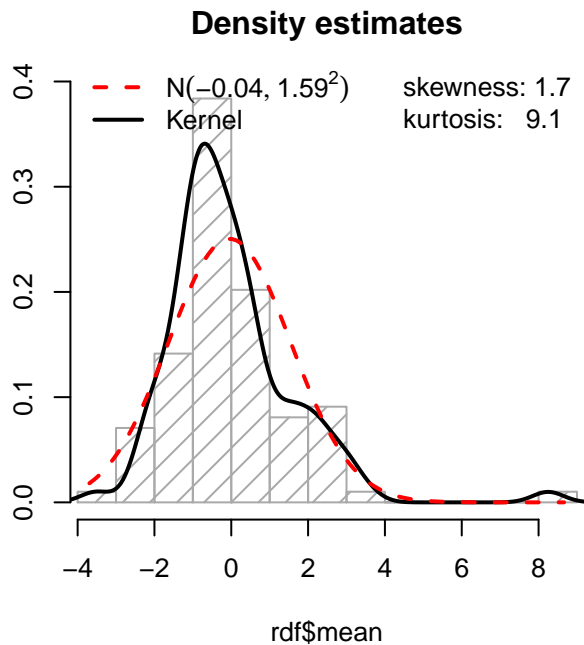 Density estimates
N(−0.04, 1.59²) skewness: 1.7
Kernel kurtosis: 9.1
0.4
0.3
0.2
0.1
0.0
−4 −2 0 2 4 6 8
rdf$mean